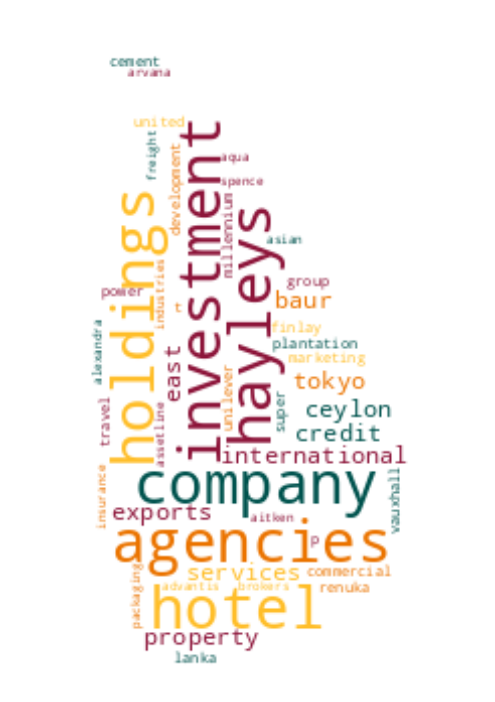 cement
arvana
united
freight
development
investment
aqua
spence
holdings
millennium
hayleys
asian
industries
power
group
baur
t
finlay
alexandra
plantation
east
marketing
tokyo
unilever
super
travel
assetline
ceylon
credit
international
insurance
company
vauxhall
exports
aitken
agencies
p
packaging
services
commercial
advantis
brokers
renuka
hotel
property
lanka